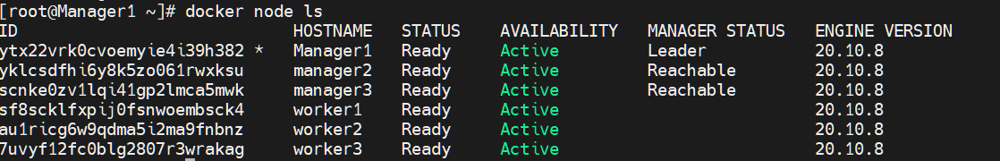 [root@Manager1 ~]# docker node ls
ID HOSTNAME STATUS AVAILABILITY MANAGER STATUS ENGINE VERSION
ytx22vrk0cvoemyie4i39h382 * Manager1 Ready Active Leader 20.10.8
yklcsdfhi6y8k5zo061rwxksu manager2 Ready Active Reachable 20.10.8
scnke0zv1lqi41gp2lmca5mwk manager3 Ready Active Reachable 20.10.8
sf8scklfxpij0fsnwoembsck4 worker1 Ready Active 20.10.8
au1ricg6w9qdma5i2ma9fnbnz worker2 Ready Active 20.10.8
7uvyf12fc0blg2807r3wrakag worker3 Ready Active 20.10.8